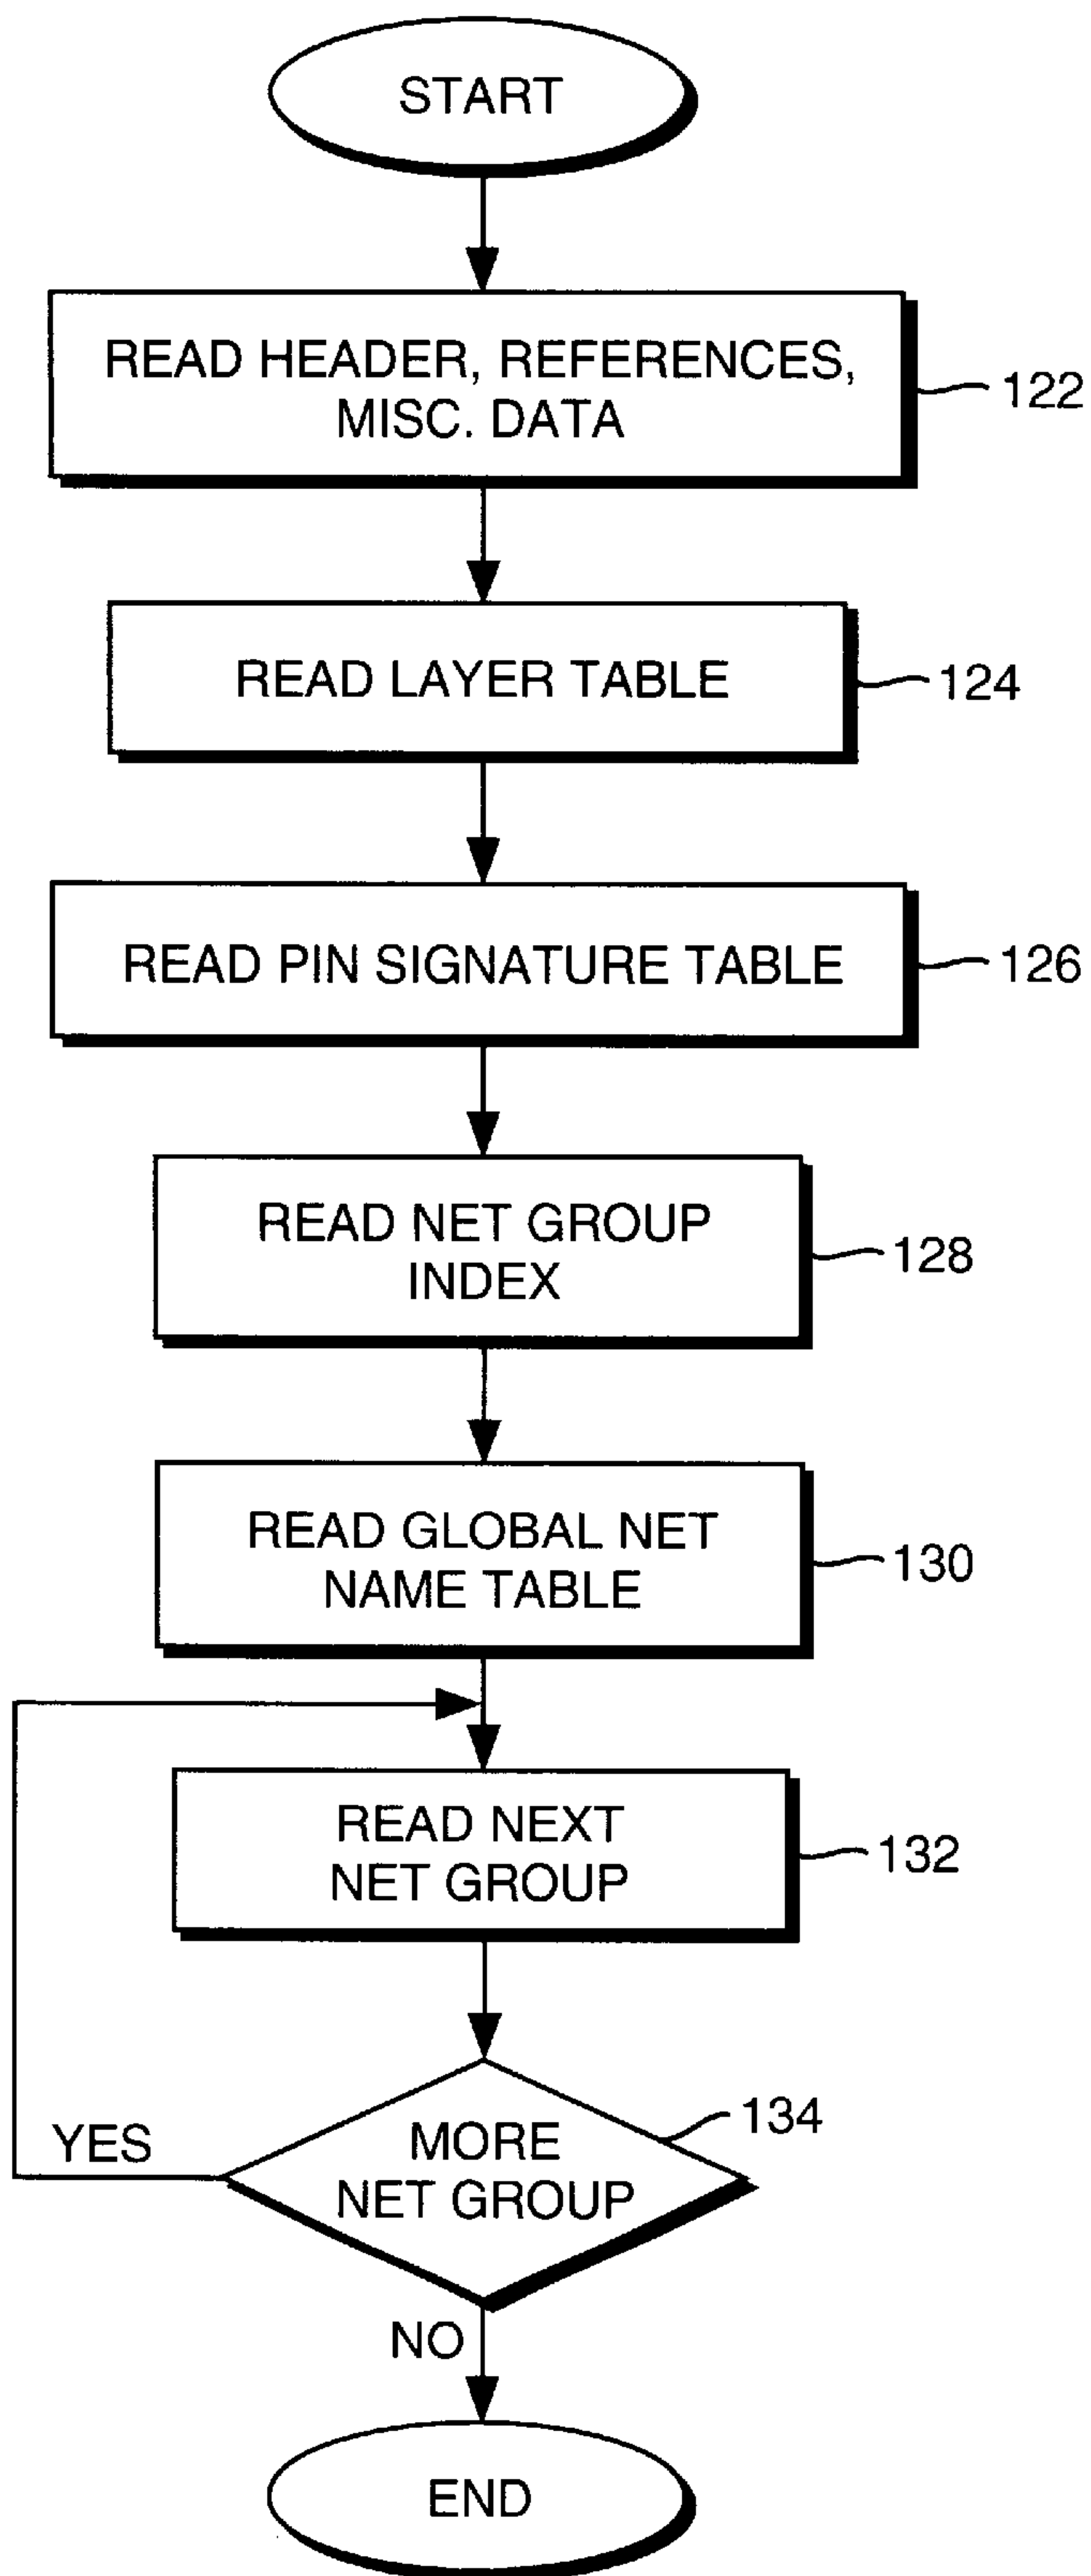 START
READ HEADER, REFERENCES,
MISC. DATA
122
READ LAYER TABLE
124
READ PIN SIGNATURE TABLE
126
READ NET GROUP
INDEX
128
READ GLOBAL NET
NAME TABLE
130
READ NEXT
NET GROUP
132
MORE
NET GROUP
134
YES
NO
END